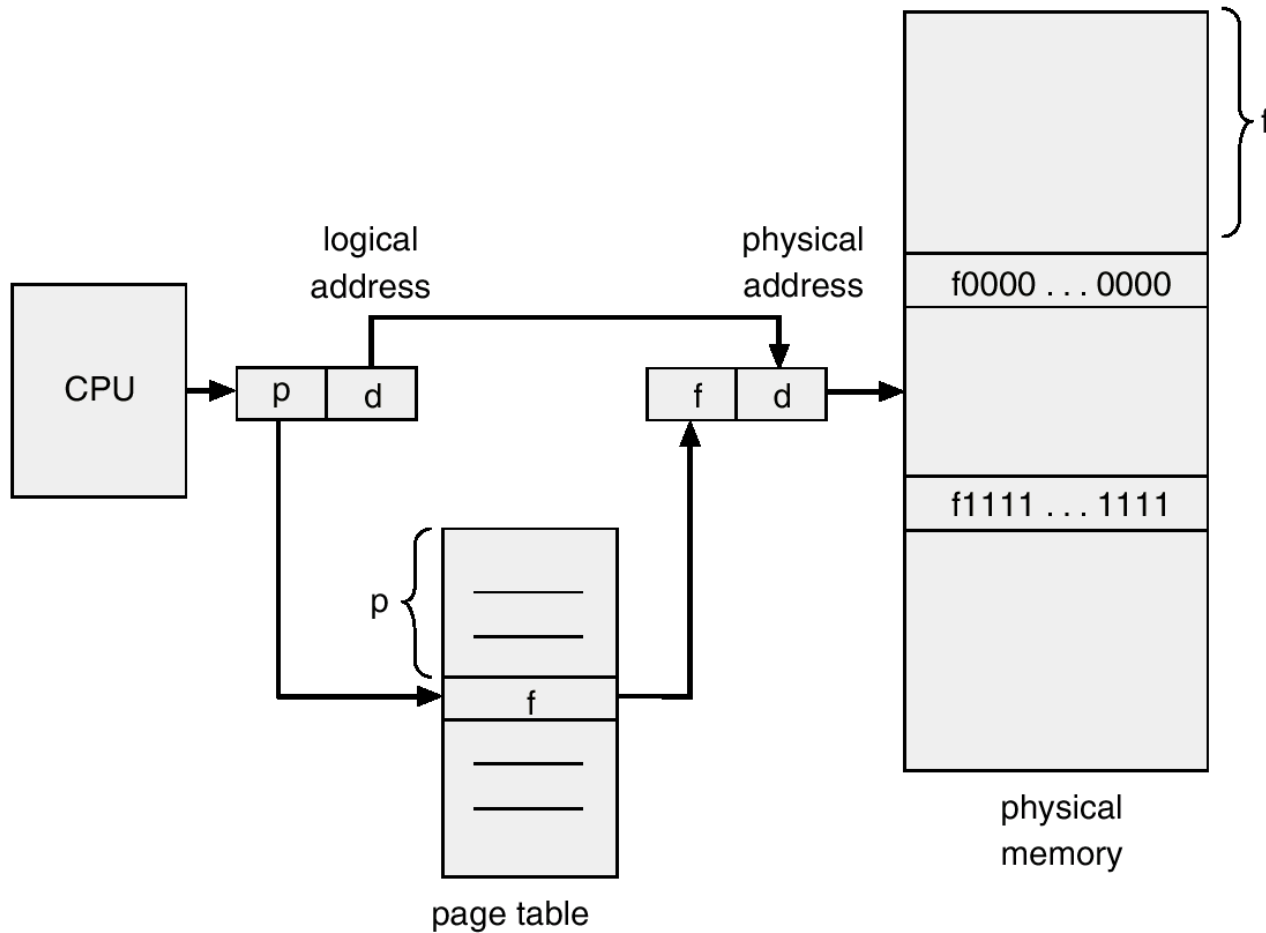 f
logical
address
physical
address
f0000 . . . 0000
CPU
p
d
f
d
f1111 . . . 1111
p
f
physical
memory
page table